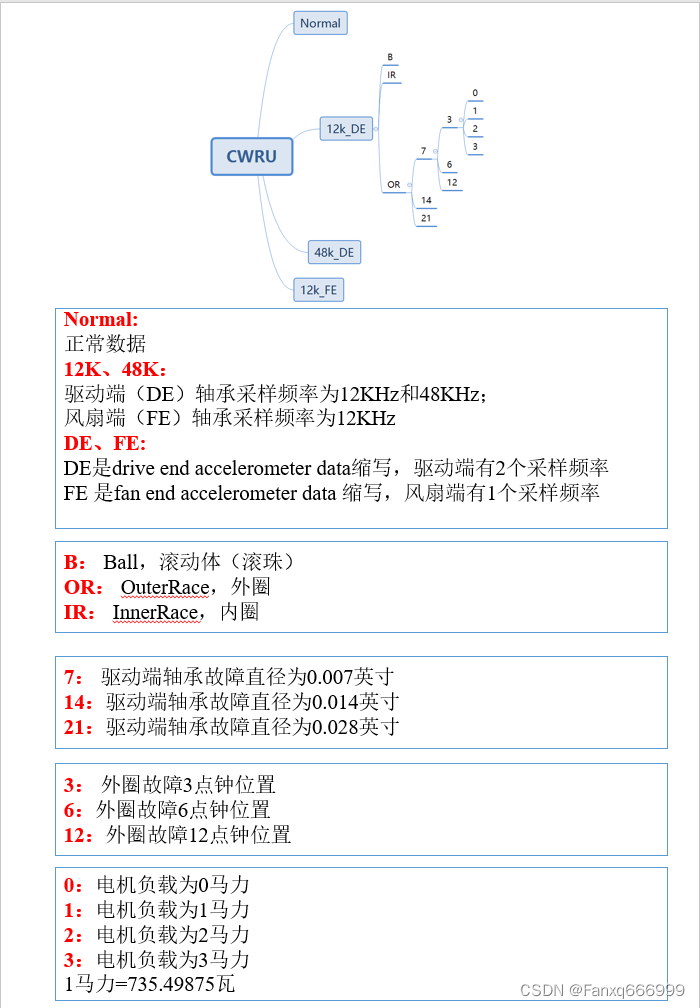 Normal
B
IR
0
1
2
3
3
12k_DE
7
6
12
CWRU
OR
14
21
48k_DE
12k_FE
Normal:
正常数据
12K、48K：
驱动端（DE）轴承采样频率为12KHz和48KHz；
风扇端（FE）轴承采样频率为12KHz
DE、FE:
DE是drive end accelerometer data缩写，驱动端有2个采样频率
FE 是fan end accelerometer data 缩写，风扇端有1个采样频率
B： Ball，滚动体（滚珠）
OR： OuterRace，外圈
IR： InnerRace，内圈
7： 驱动端轴承故障直径为0.007英寸
14：驱动端轴承故障直径为0.014英寸
21：驱动端轴承故障直径为0.028英寸
3： 外圈故障3点钟位置
6：外圈故障6点钟位置
12：外圈故障12点钟位置
0：电机负载为0马力
1：电机负载为1马力
2：电机负载为2马力
3：电机负载为3马力
1马力=735.49875瓦
CSDN @Fanxq666999